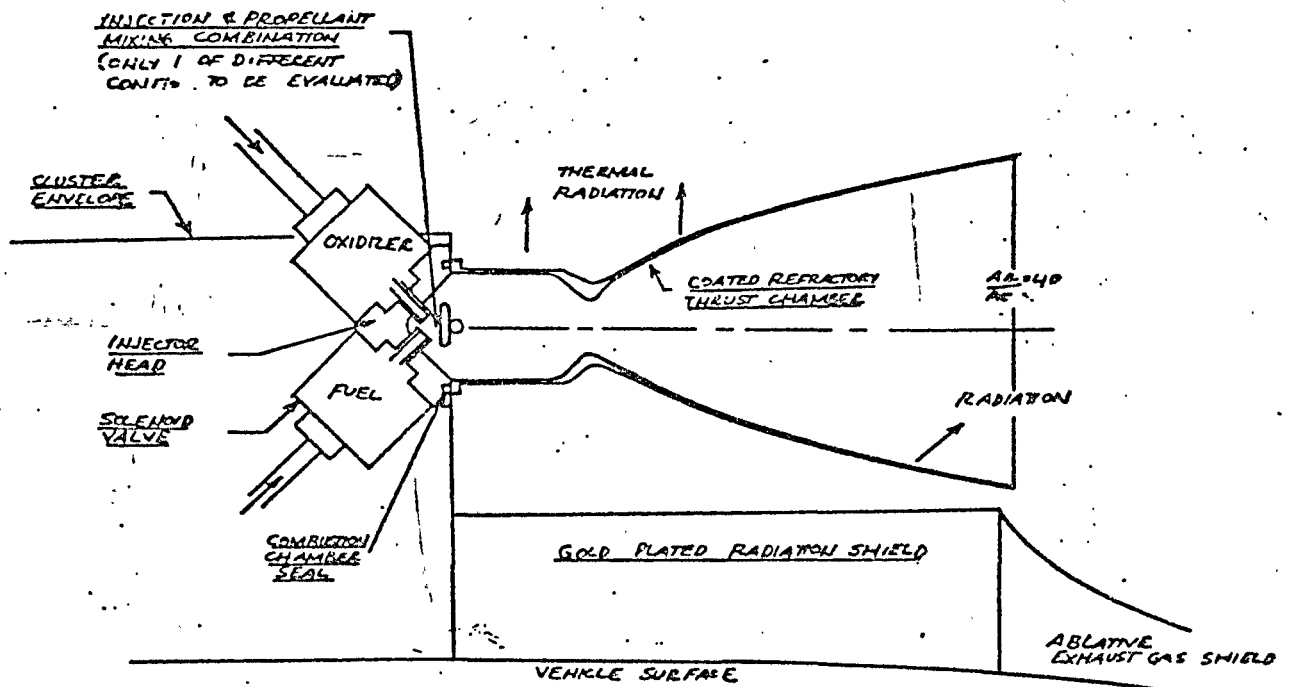 INJECTION & PROPELLANT
MIXING COMBINATION
(ONLY 1 OF DIFFERENT
CONFIG. TO BE EVALUATED)
CLUSTER
ENVELOPE
OXIDIZER
THERMAL
RADIATION
COATED REFRACTORY
THRUST CHAMBER
=40
INJECTOR
HEAD
FUEL
SOLENOID
VALVE
RADIATION
COMBUSTION
CHAMBER
SEAL
GOLD PLATED RADIATION SHIELD
ABLATIVE
EXHAUST GAS SHIELD
VEHICLE SURFACE